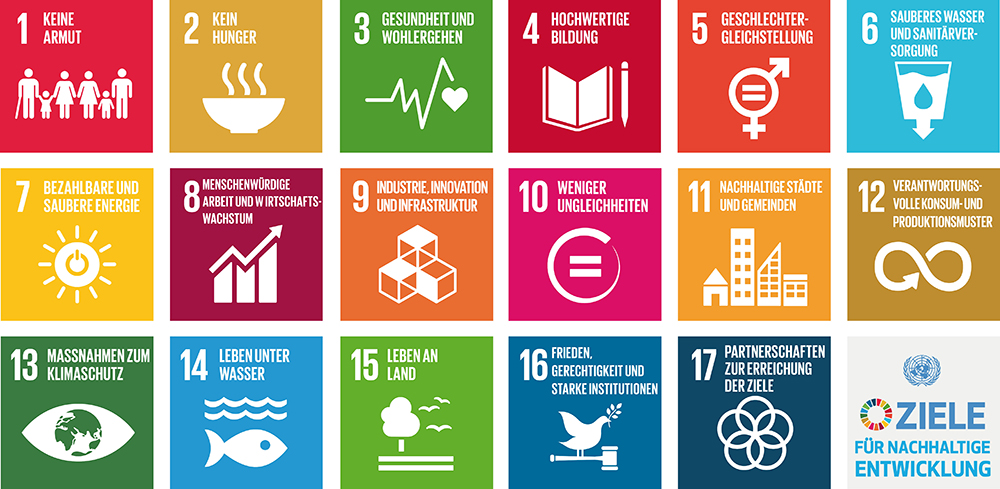 1 KEINE
ARMUT
2 KEIN
HUNGER
3 GESUNDHEIT UND
WOHLERGEHEN
4 HOCHWERTIGE
BILDUNG
5 GESCHLECHTER-
GLEICHSTELLUNG
6 SAUBERES WASSER
UND SANITÄRVER-
SORGUNG
7 BEZAHLBARE UND
SAUBERE ENERGIE
8 MENSCHENWÜRDIGE
ARBEIT UND WIRTSCHAFTS-
WACHSTUM
9 INDUSTRIE, INNOVATION
UND INFRASTRUKTUR
10 WENIGER
UNGLEICHHEITEN
11 NACHHALTIGE STÄDTE
UND GEMEINDEN
12 VERANTWORTUNGS-
VOLLE KONSUM- UND
PRODUKTIONSMUSTER
13 MASSNAHMEN ZUM
KLIMASCHUTZ
14 LEBEN UNTER
WASSER
15 LEBEN AN
LAND
16 FRIEDEN,
GERECHTIGKEIT UND
STARKE INSTITUTIONEN
17 PARTNERSCHAFTEN
ZUR ERREICHUNG
DER ZIELE
ZIELE
FÜR NACHHALTIGE
ENTWICKLUNG